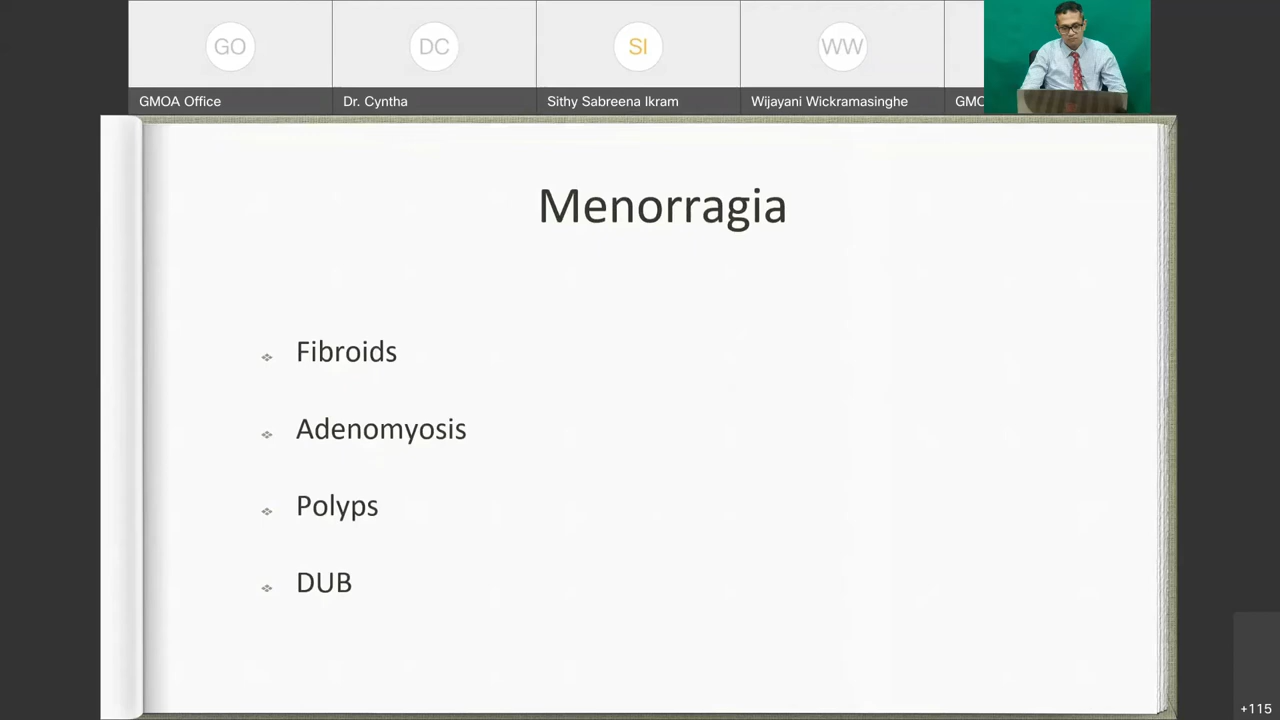 GO
DC
SI
WW
GMOA Office
Dr. Cyntha
Sithy Sabreena Ikram
Wijayani Wickramasinghe
GMO
Menorragia
Fibroids
Adenomyosis
Polyps
DUB
+115